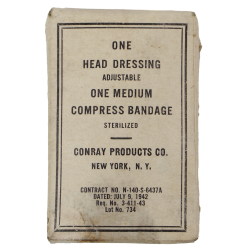 ONE
HEAD DRESSING
ADJUSTABLE
ONE MEDIUM
COMPRESS BANDAGE
STERILIZED
CONRAY PRODUCTS CO.
NEW YORK, N. Y.
CONTRACT NO. N-140-S-6437A
DATED: JULY 9, 1942
Req. No. 3-411-43
Lot No. 734